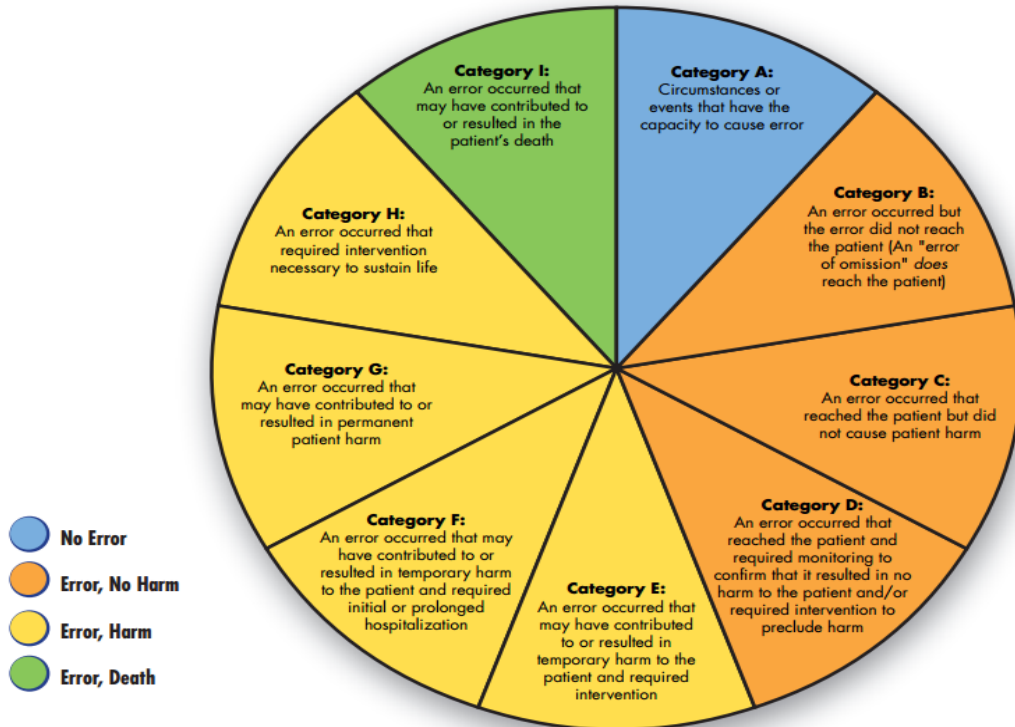 Category I:
An error occurred that
may have contributed to
or resulted in the
patient's death
Category A:
Circumstances or
events that have the
capacity to cause error
Category B:
An error occurred but
the error did not reach
the patient (An "error
of omission" does
reach the patient)
Category C:
An error occurred that
reached the patient but did
not cause patient harm
Category D:
An error occurred that
reached the patient and
required monitoring to
confirm that it resulted in no
harm to the patient and/or
required intervention to
preclude harm
Category E:
An error occurred that
may have contributed
to or resulted in
temporary harm to the
patient and required
intervention
Category F:
An error occurred that may
have contributed to or
resulted in temporary harm
to the patient and required
initial or prolonged
hospitalization
Category G:
An error occurred that
may have contributed to or
resulted in permanent
patient harm
Category H:
An error occurred that
required intervention
necessary to sustain life
No Error
Error, No Harm
Error, Harm
Error, Death